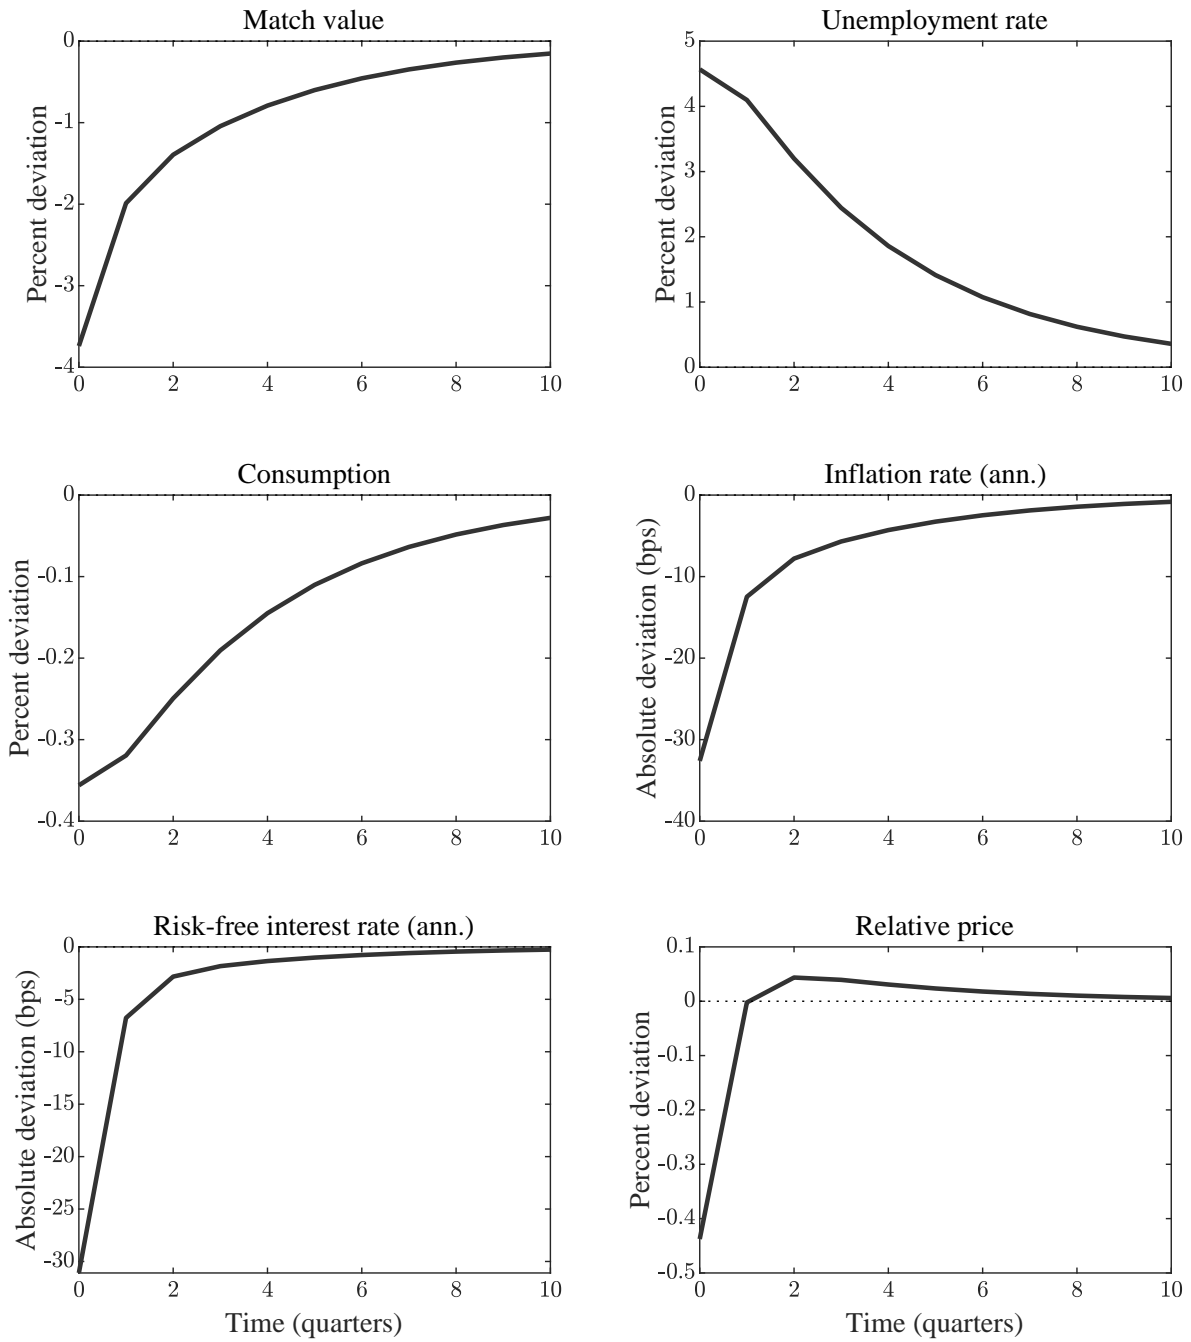 Match value
Percent deviation
0
-1
-2
-3
-4
0 2 4 6 8 10
Unemployment rate
Percent deviation
5
4
3
2
1
0
0 2 4 6 8 10
Consumption
Percent deviation
0
-0.1
-0.2
-0.3
-0.4
0 2 4 6 8 10
Inflation rate (ann.)
Absolute deviation (bps)
0
-10
-20
-30
-40
0 2 4 6 8 10
Risk-free interest rate (ann.)
Absolute deviation (bps)
0
-5
-10
-15
-20
-25
-30
0 2 4 6 8 10
Time (quarters)
Relative price
Percent deviation
0.1
0
-0.1
-0.2
-0.3
-0.4
-0.5
0 2 4 6 8 10
Time (quarters)